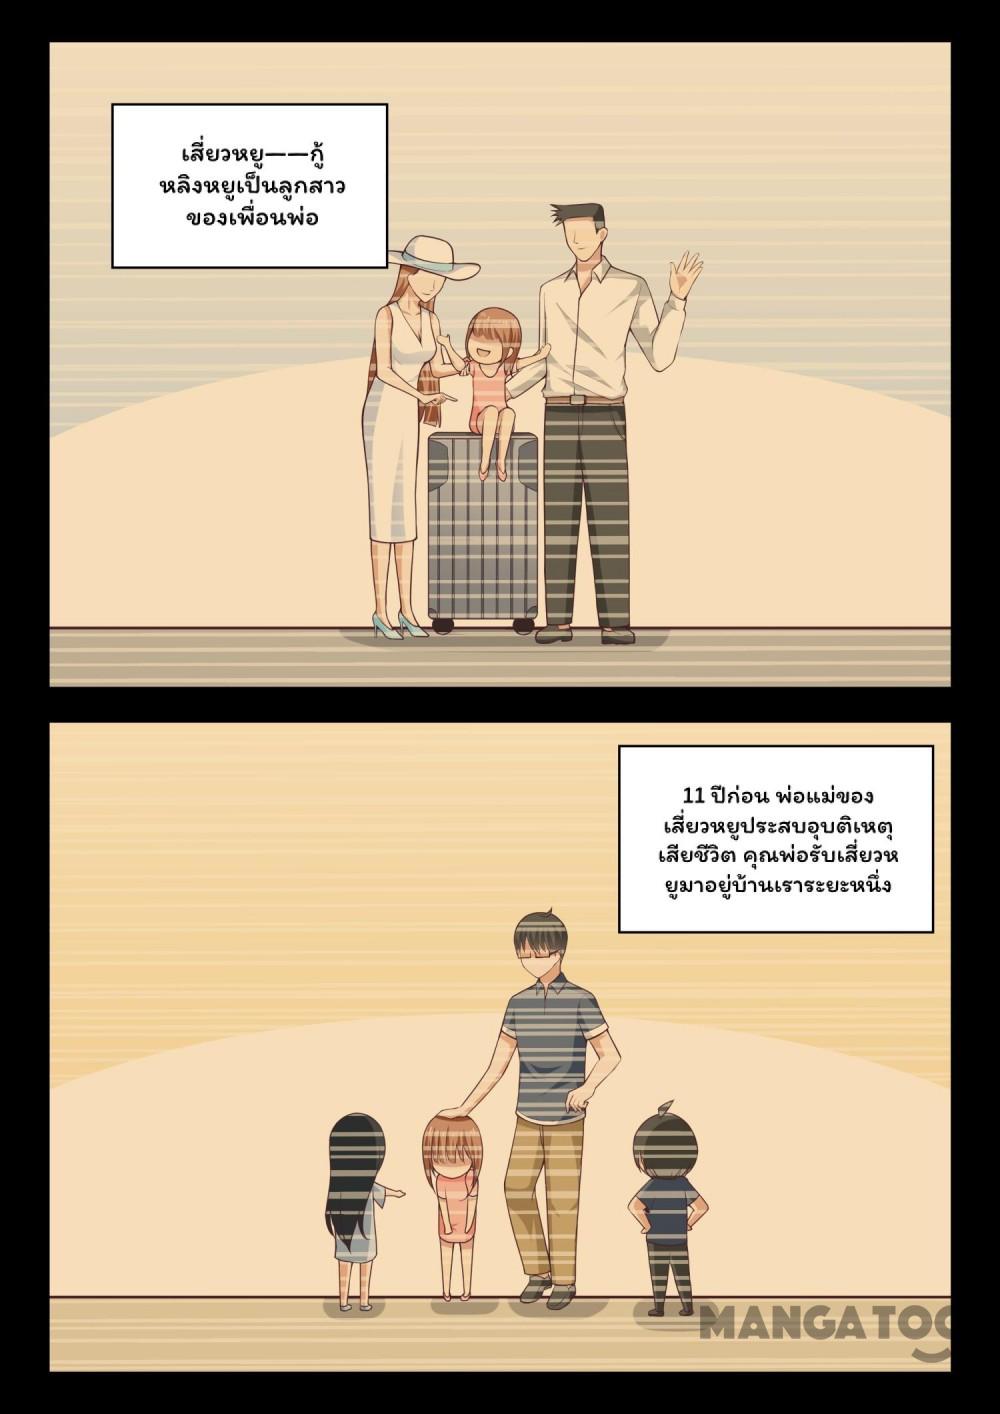 เสี่ยวหยู——กู้
หลิงหยูเป็นลูกสาว
ของเพื่อนพ่อ
11 ปีก่อน พ่อแม่ของ
เสี่ยวหยูประสบอุบติเหตุ
เสียชีวิต คุณพ่อรับเสี่ยวห
ยูมาอยู่บ้านเราระยะหนึ่ง
MANGATOO